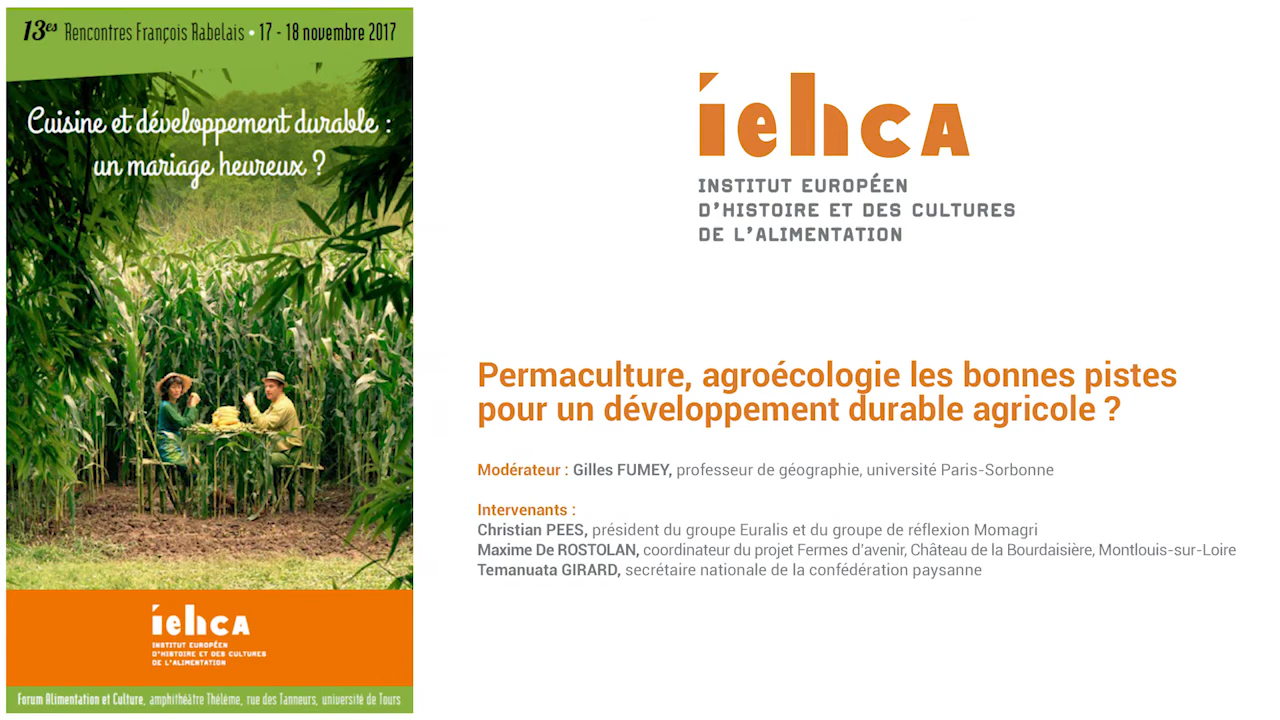 13es Rencontres François Rabelais • 17 - 18 novembre 2017
Cuisine et développement durable :
un mariage heureux ?
iehca
INSTITUT EUROPÉEN
D'HISTOIRE ET DES CULTURES
DE L'ALIMENTATION
Forum Alimentation et Culture, amphithéâtre Thélème, rue des Tanneurs, université de Tours
iehca
INSTITUT EUROPÉEN
D'HISTOIRE ET DES CULTURES
DE L'ALIMENTATION
Permaculture, agroécologie les bonnes pistes
pour un développement durable agricole ?
Modérateur : Gilles FUMEY, professeur de géographie, université Paris-Sorbonne
Intervenants :
Christian PEES, président du groupe Euralis et du groupe de réflexion Momagri
Maxime De ROSTOLAN, coordinateur du projet Fermes d'avenir, Château de la Bourdaisière, Montlouis-sur-Loire
Temanuata GIRARD, secrétaire nationale de la confédération paysanne